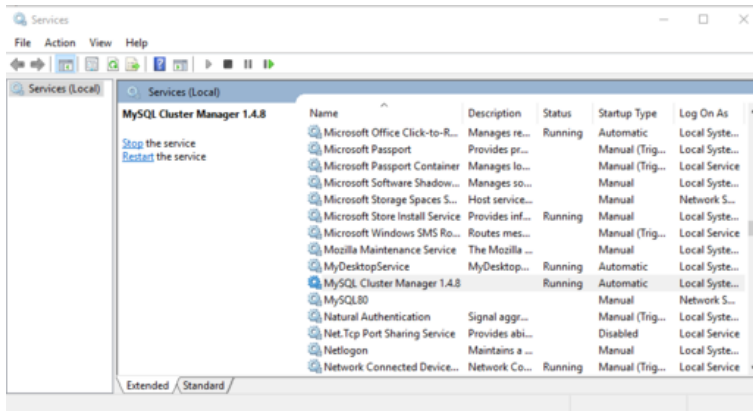 Services
File Action View Help
Services (Local)
Services (Local)
MySQL Cluster Manager 1.4.8
Stop the service
Restart the service
Name Description Status Startup Type Log On As
Microsoft Office Click-to-R... Manages re... Running Automatic Local Syste...
Microsoft Passport Provides pr... Manual (Trig... Local Syste...
Microsoft Passport Container Manages lo... Manual (Trig... Local Service
Microsoft Software Shadow... Manages so... Manual Local Syste...
Microsoft Storage Spaces S... Host service... Manual Network S...
Microsoft Store Install Service Provides inf... Running Manual Local Syste...
Microsoft Windows SMS Ro... Routes mes... Manual (Trig... Local Service
Mozilla Maintenance Service The Mozilla ... Manual Local Syste...
MyDesktopService MyDesktop... Running Automatic Local Syste...
MySQL Cluster Manager 1.4.8 Running Automatic Local Syste...
MySQL80 Manual Network S...
Natural Authentication Signal aggr... Manual (Trig... Local Syste...
Net.Tcp Port Sharing Service Provides abi... Disabled Local Service
Netlogon Maintains a ... Manual Local Syste...
Network Connected Device... Network Co... Running Manual (Trig... Local Service
Extended Standard